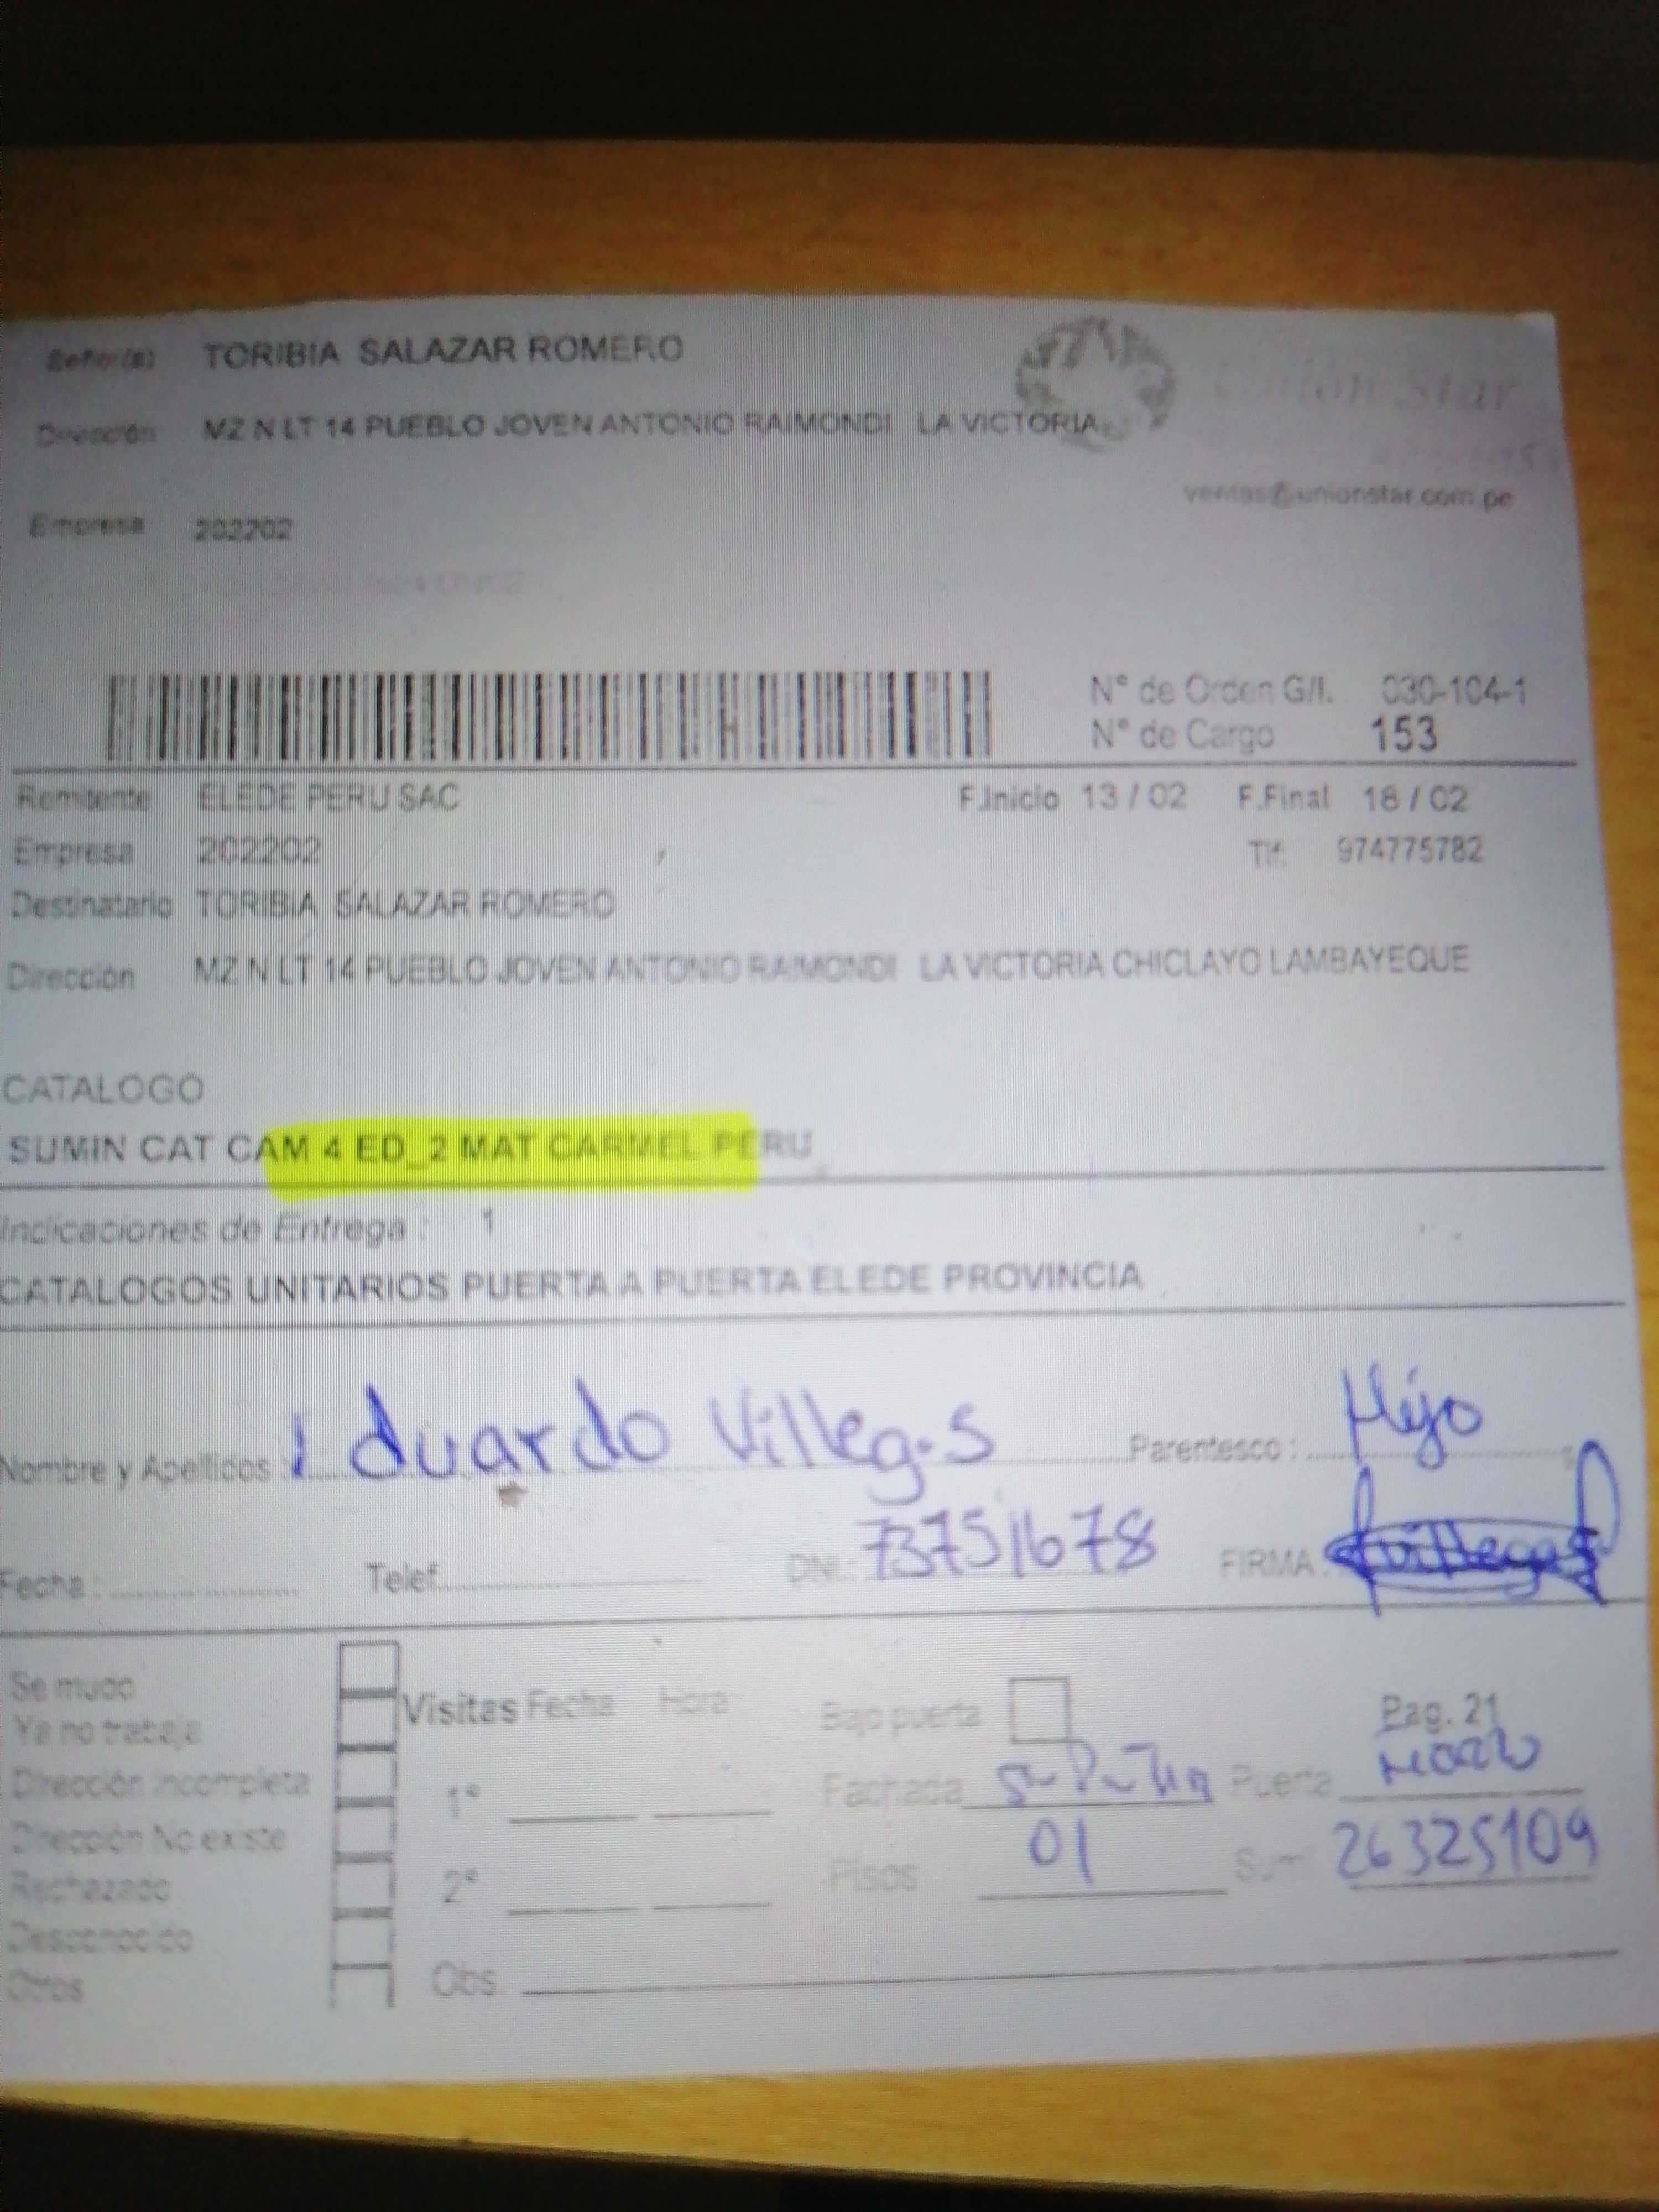 Señor(s) TORIBIA SALAZAR ROMERO
Union Star
Dirección MZ N LT 14 PUEBLO JOVEN ANTONIO RAIMONDI LA VICTORIA
ventas@unionstar.com.pe
Empresa 202202
N° de Orden G/I. 030-104-1
N° de Cargo 153
Remitente ELEDE PERU SAC F.Inicio 13 / 02 F.Final 18 / 02
Empresa 202202 Tlf. 974775782
Destinatario TORIBIA SALAZAR ROMERO
Dirección MZ N LT 14 PUEBLO JOVEN ANTONIO RAIMONDI LA VICTORIA CHICLAYO LAMBAYEQUE
CATALOGO
SUMIN CAT CAM 4 ED_2 MAT CARMEL PERU
Indicaciones de Entrega : 1
CATALOGOS UNITARIOS PUERTA A PUERTA ELEDE PROVINCIA
Nombre y Apellidos Eduardo Villegas Parentesco : Hijo
Fecha : Telef. DNI: 73751678 FIRMA :
Se mudo
Ya no trabaja
Dirección incompleta
Dirección No existe
Rechazado
Desconocido
Otros
Visitas Fecha Hora
1°
2°
Obs.
Bajo puerta Pag. 21
Fachada Puerta
Pisos 01 Sum 26325109